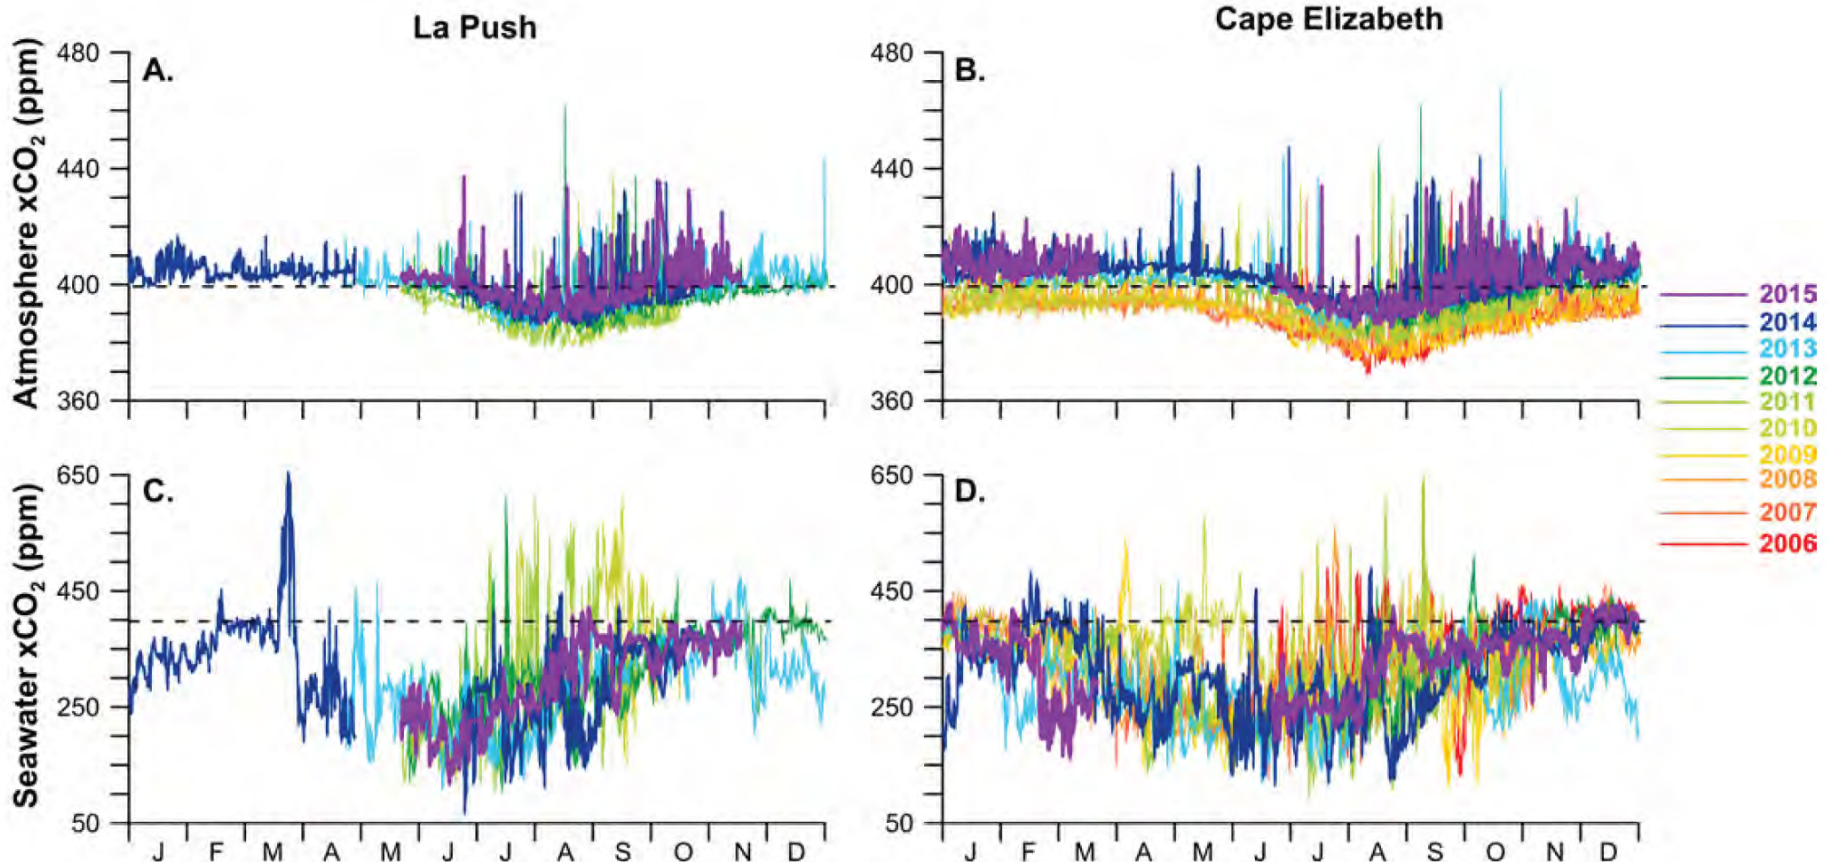 La Push
Cape Elizabeth
Atmosphere xCO₂ (ppm)
480
440
400
360
A.
480
440
400
360
B.
2015
2014
2013
2012
2011
2010
2009
2008
2007
2006
Seawater xCO₂ (ppm)
650
450
250
50
C.
650
450
250
50
D.
J F M A M J J A S O N D
J F M A M J J A S O N D